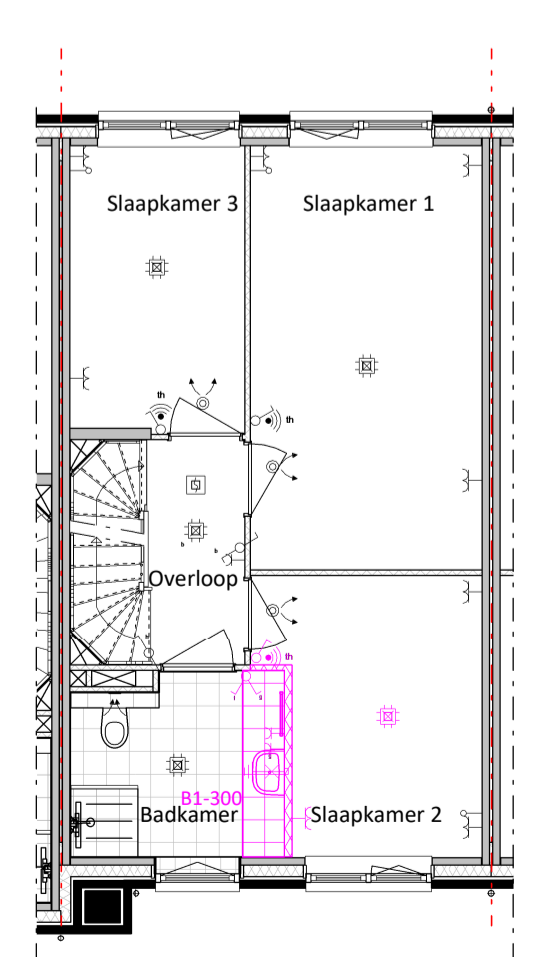 Slaapkamer 3
Slaapkamer 1
th
th
b
b
Overloop
th
B1-300
Badkamer
Slaapkamer 2